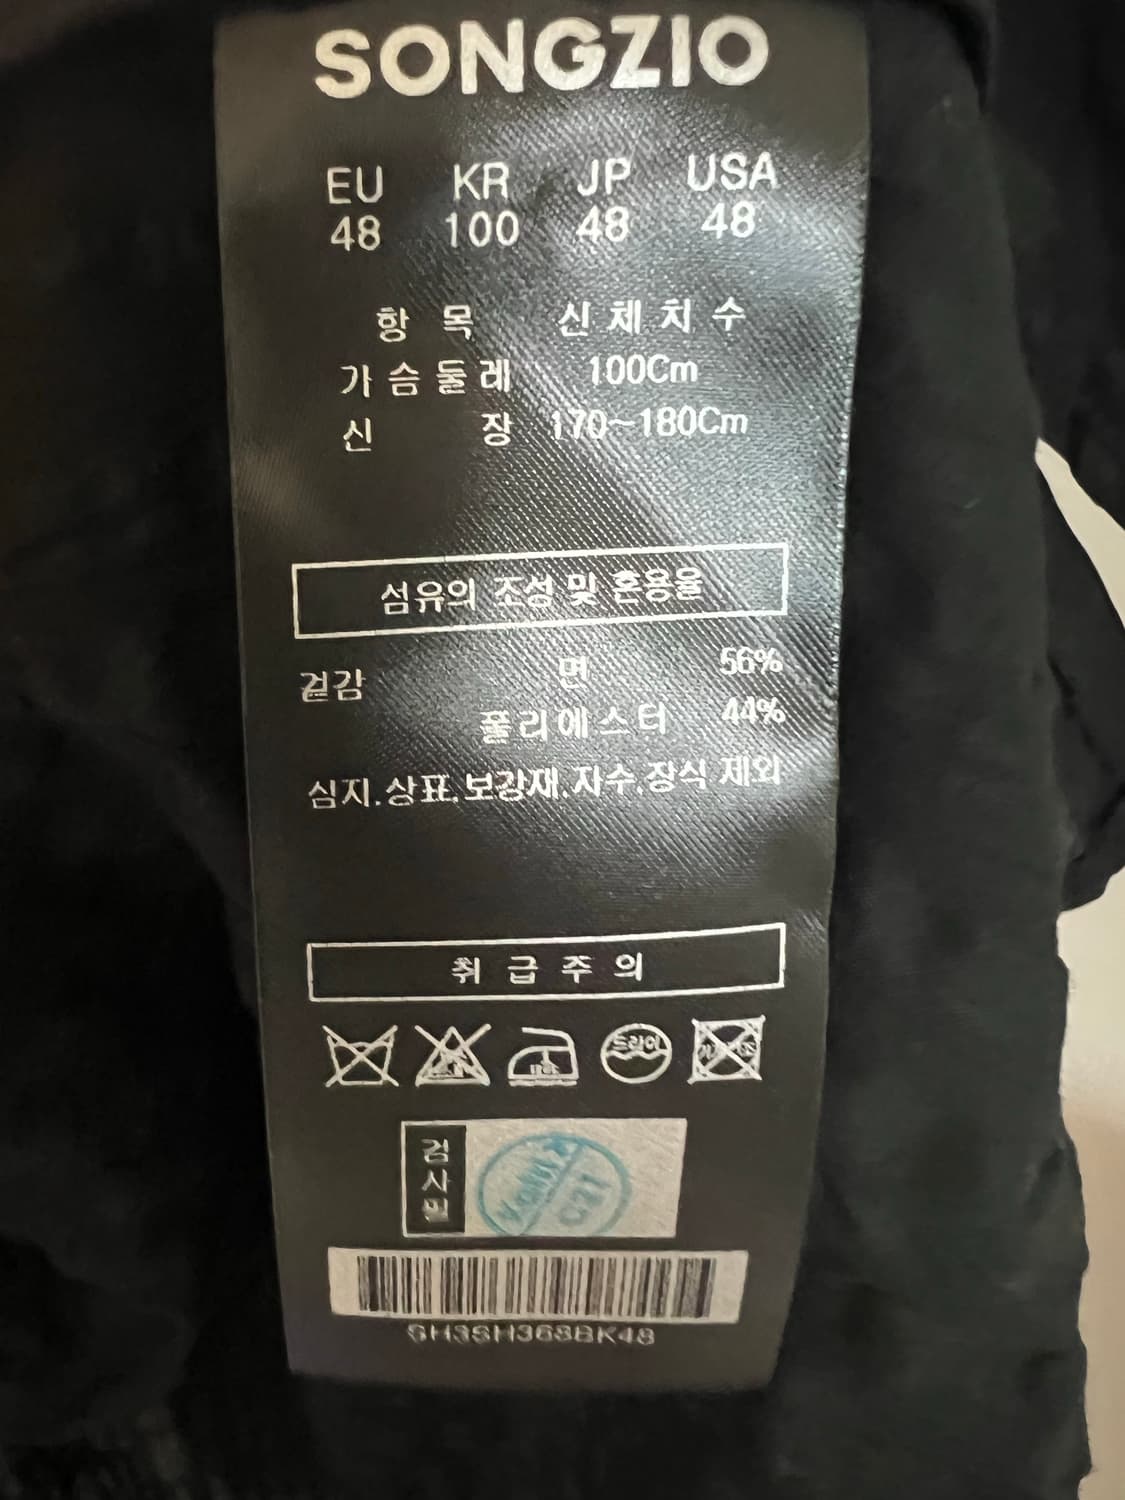 SONGZIO
EU KR JP USA
48 100 48 48
항 목 신 체 치 수
가 슴 둘 레 100Cm
신 장 170~180Cm
섬유의 조성 및 혼용율
겉감 면 56%
폴리에스터 44%
심지.상표.보강재.자수.장식 제외
취 급 주 의
드라이
검사필
SH3SH368BK48